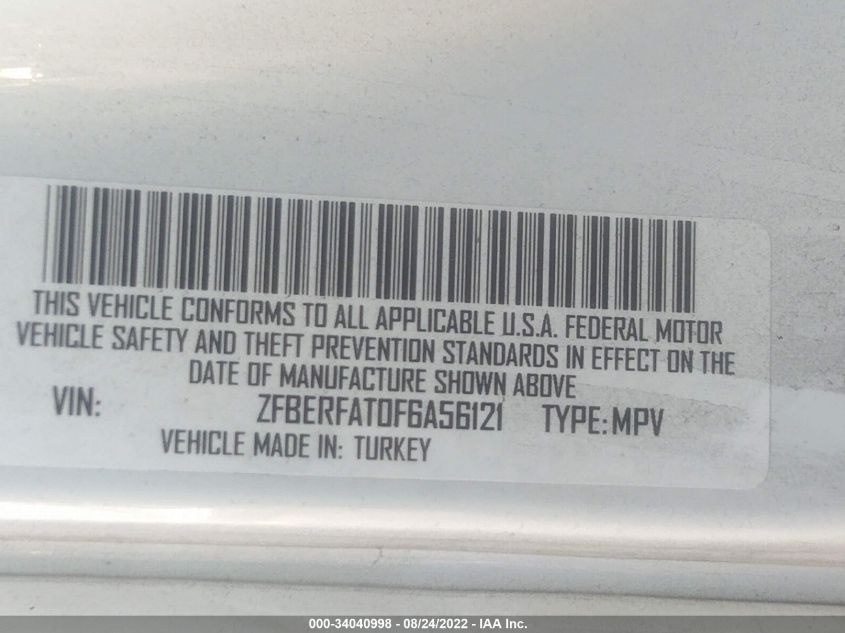 THIS VEHICLE CONFORMS TO ALL APPLICABLE U.S.A. FEDERAL MOTOR
VEHICLE SAFETY AND THEFT PREVENTION STANDARDS IN EFFECT ON THE
DATE OF MANUFACTURE SHOWN ABOVE
VIN: ZFBERFAT0F6A56121 TYPE: MPV
VEHICLE MADE IN: TURKEY
000-34040998 - 08/24/2022 - IAA Inc.